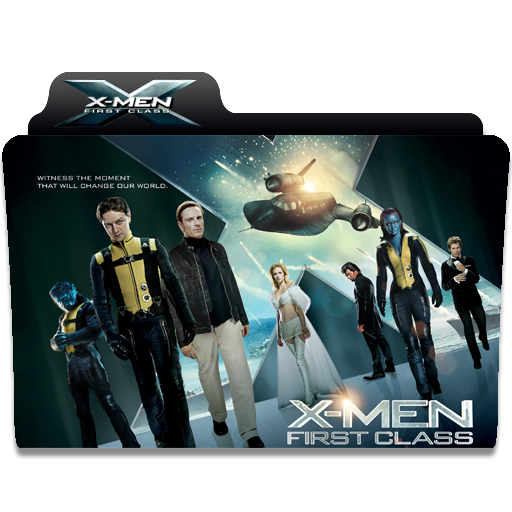 X-MEN
FIRST CLASS
WITNESS THE MOMENT
THAT WILL CHANGE OUR WORLD.
X-MEN
FIRST CLASS